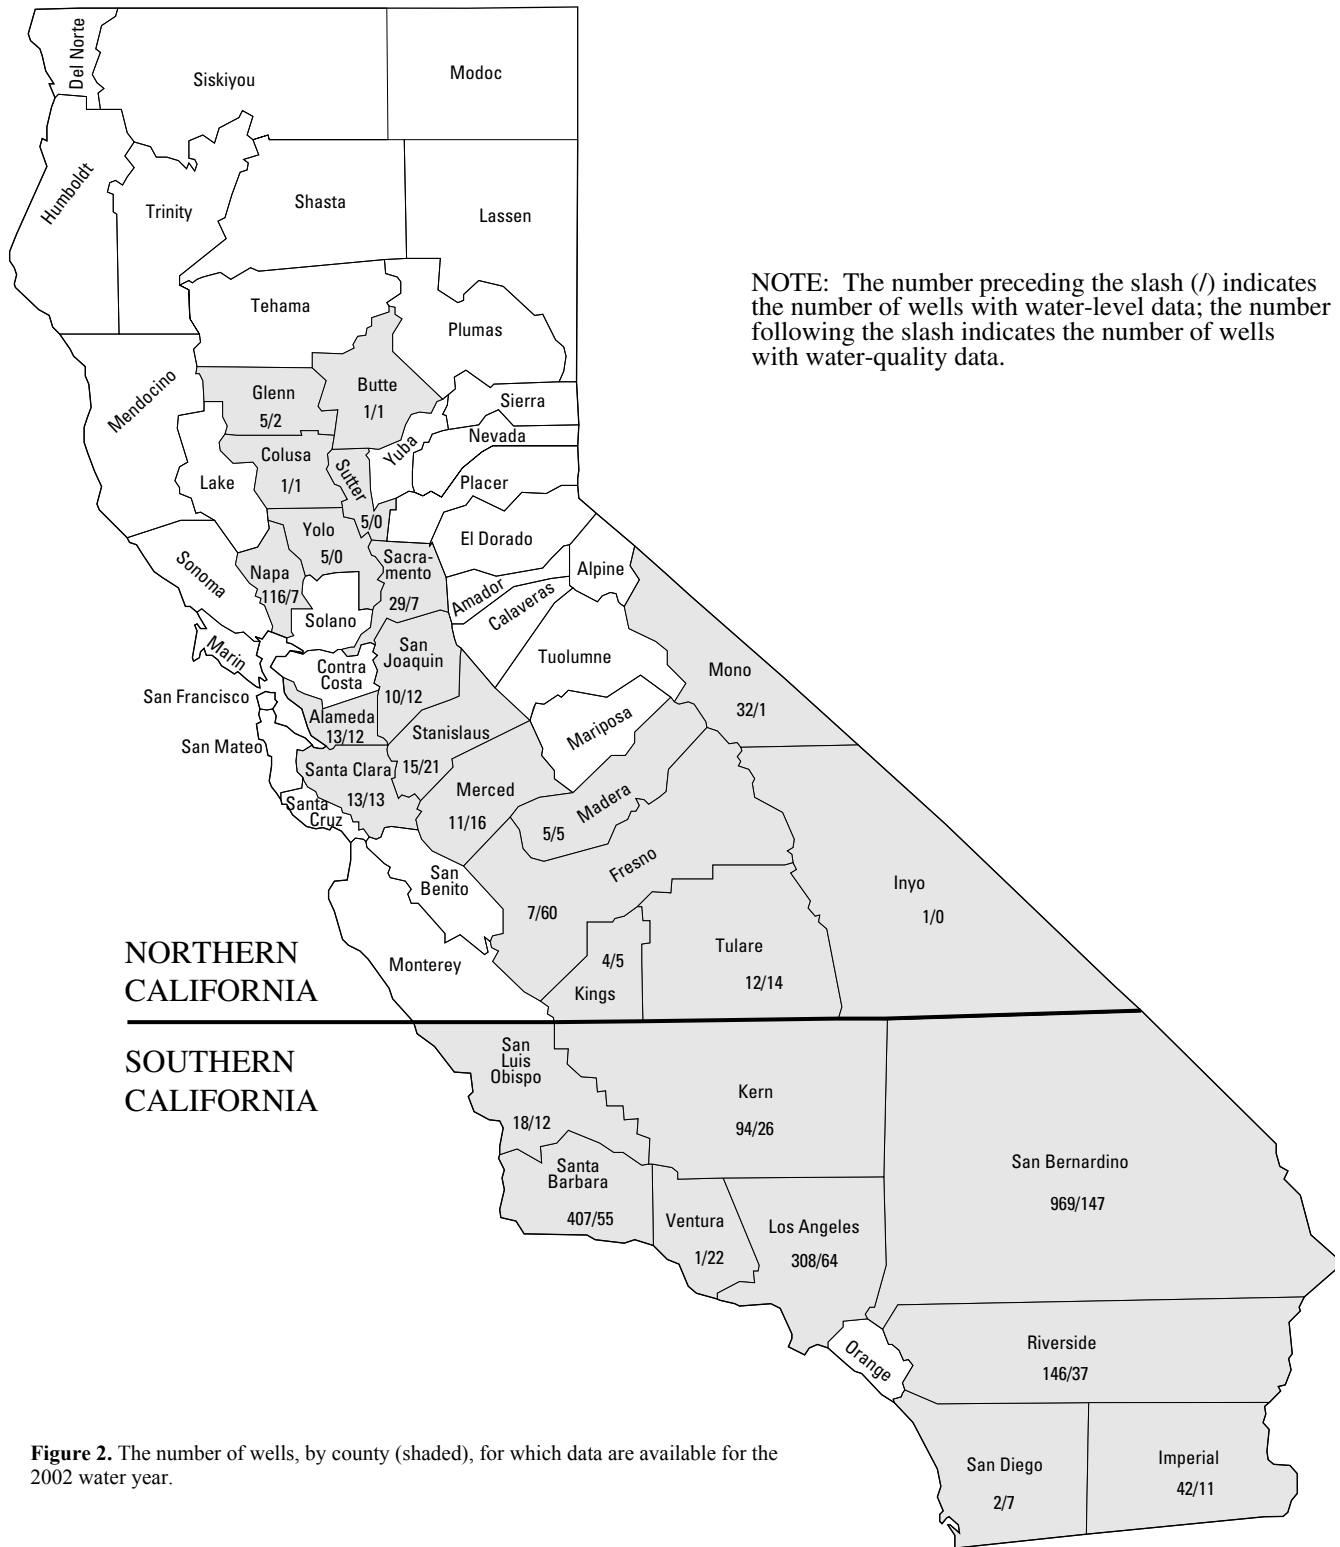 Del Norte
Siskiyou
Modoc
Humboldt
Trinity
Shasta
Lassen
NOTE: The number preceding the slash (/) indicates
the number of wells with water-level data; the number
following the slash indicates the number of wells
with water-quality data.
Tehama
Plumas
Mendocino
Glenn
5/2
Butte
1/1
Sierra
Nevada
Yuba
Colusa
1/1
Sutter
5/0
Lake
Placer
Yolo
5/0
El Dorado
Sonoma
Napa
116/7
Sacra-
mento
29/7
Amador
Alpine
Calaveras
Solano
Marin
San
Joaquin
10/12
Contra
Costa
Tuolumne
Mono
32/1
San Francisco
Alameda
13/12
Stanislaus
15/21
Mariposa
San Mateo
Santa Clara
13/13
Merced
11/16
Madera
5/5
Santa
Cruz
San
Benito
Fresno
7/60
Inyo
1/0
NORTHERN
CALIFORNIA
Monterey
4/5
Kings
Tulare
12/14
SOUTHERN
CALIFORNIA
San
Luis
Obispo
18/12
Kern
94/26
San Bernardino
969/147
Santa
Barbara
407/55
Ventura
1/22
Los Angeles
308/64
Orange
Riverside
146/37
San Diego
2/7
Imperial
42/11
Figure 2. The number of wells, by county (shaded), for which data are available for the
2002 water year.